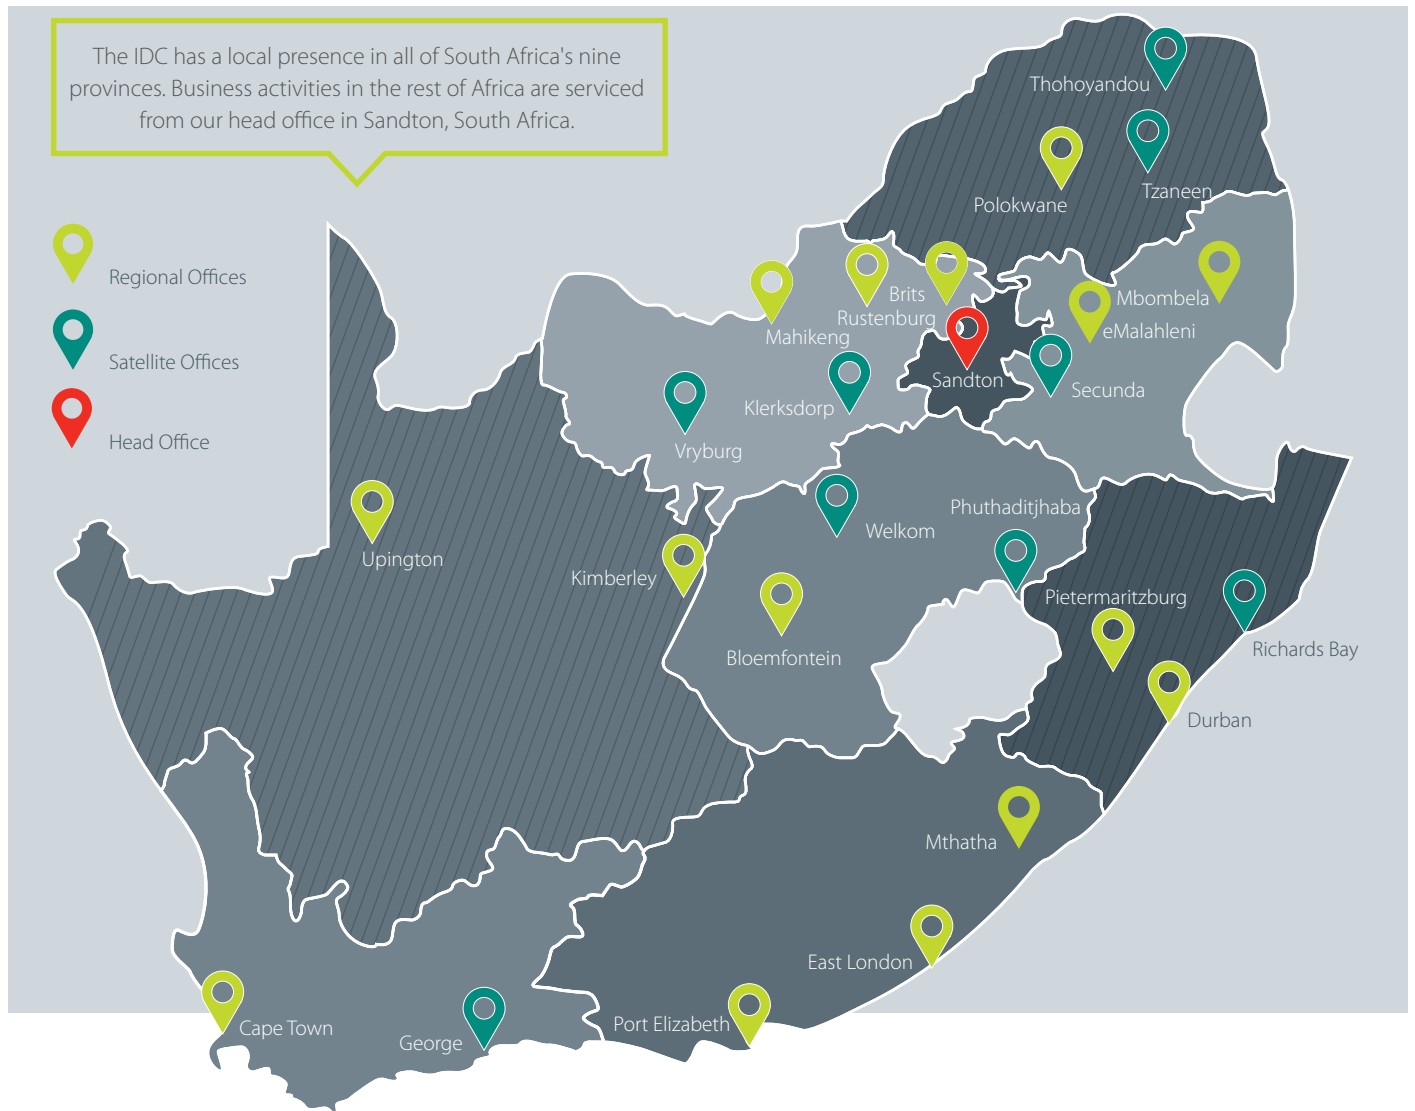 The IDC has a local presence in all of South Africa's nine
provinces. Business activities in the rest of Africa are serviced
from our head office in Sandton, South Africa.
Regional Offices
Satellite Offices
Head Office
Thohoyandou
Tzaneen
Polokwane
Mbombela
eMalahleni
Brits
Rustenburg
Mahikeng
Sandton
Secunda
Klerksdorp
Vryburg
Upington
Kimberley
Welkom
Phuthaditjhaba
Bloemfontein
Pietermaritzburg
Richards Bay
Durban
Mthatha
East London
Port Elizabeth
Cape Town
George